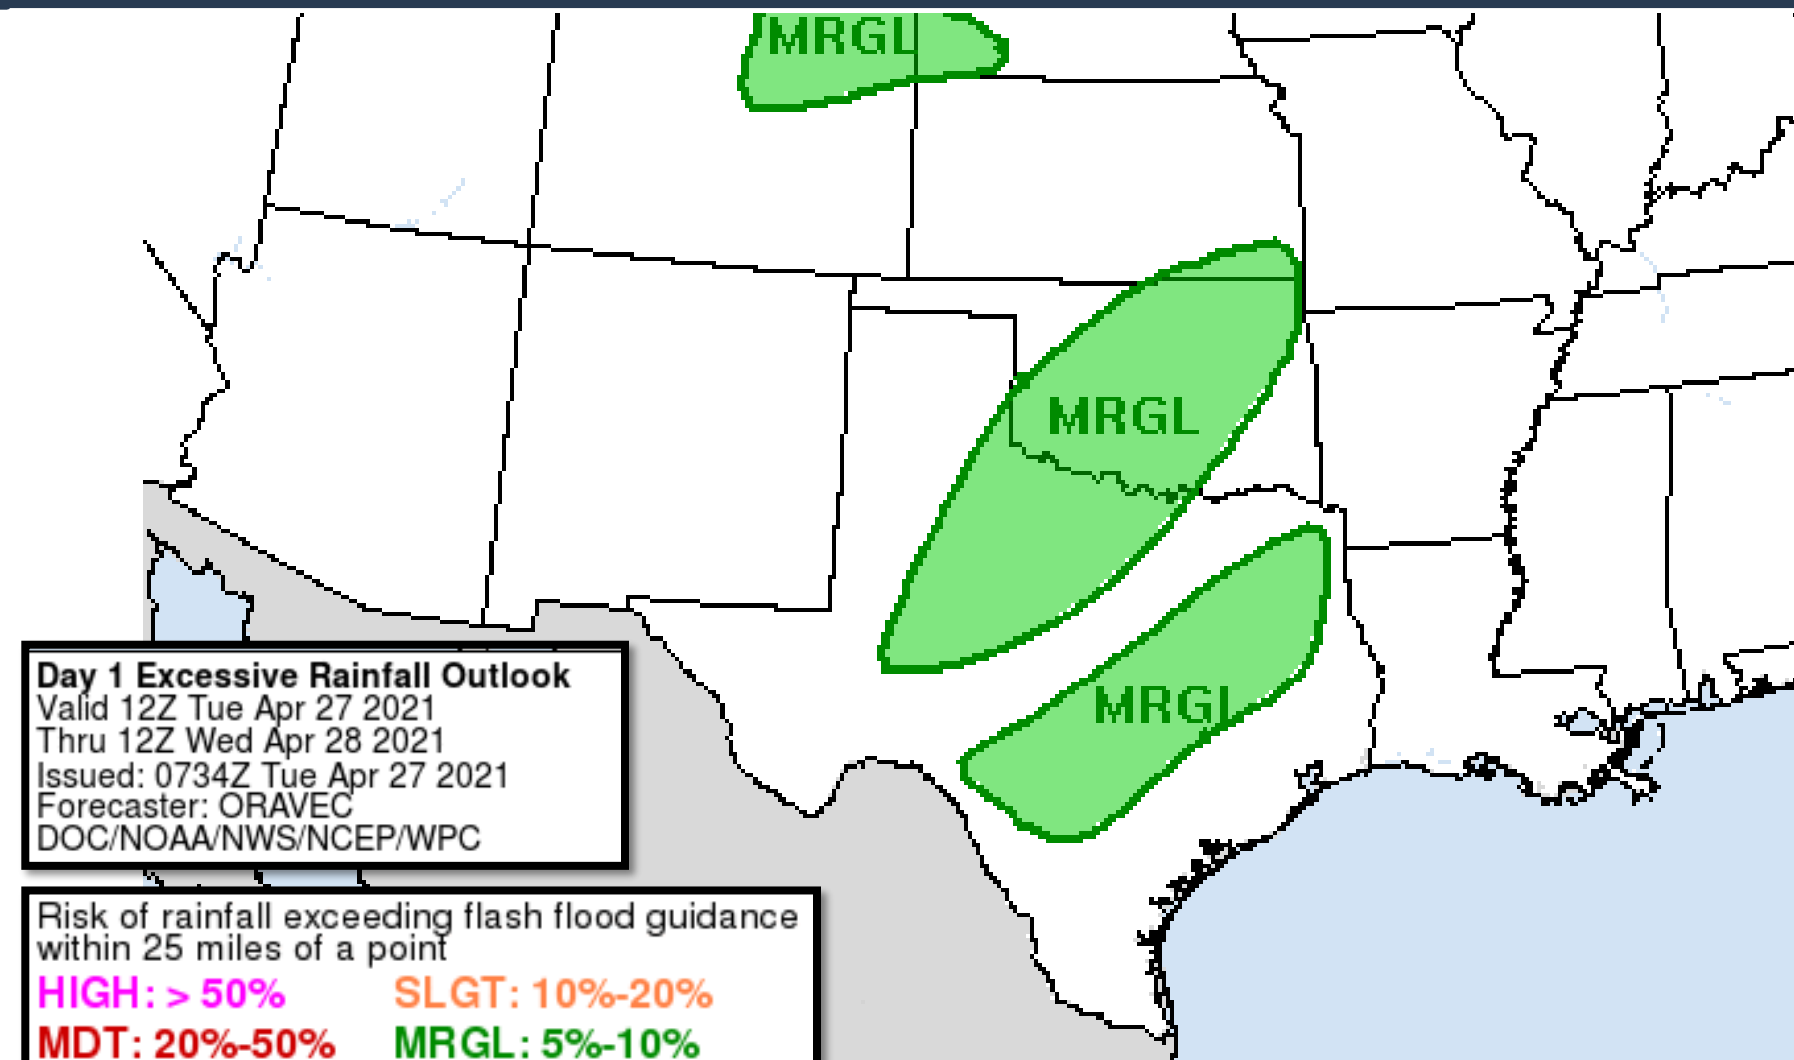 MRGL
MRGL
MRGL
Day 1 Excessive Rainfall Outlook
Valid 12Z Tue Apr 27 2021
Thru 12Z Wed Apr 28 2021
Issued: 0734Z Tue Apr 27 2021
Forecaster: ORAVEC
DOC/NOAA/NWS/NCEP/WPC
Risk of rainfall exceeding flash flood guidance
within 25 miles of a point
HIGH: > 50% SLGT: 10%-20%
MDT: 20%-50% MRGL: 5%-10%